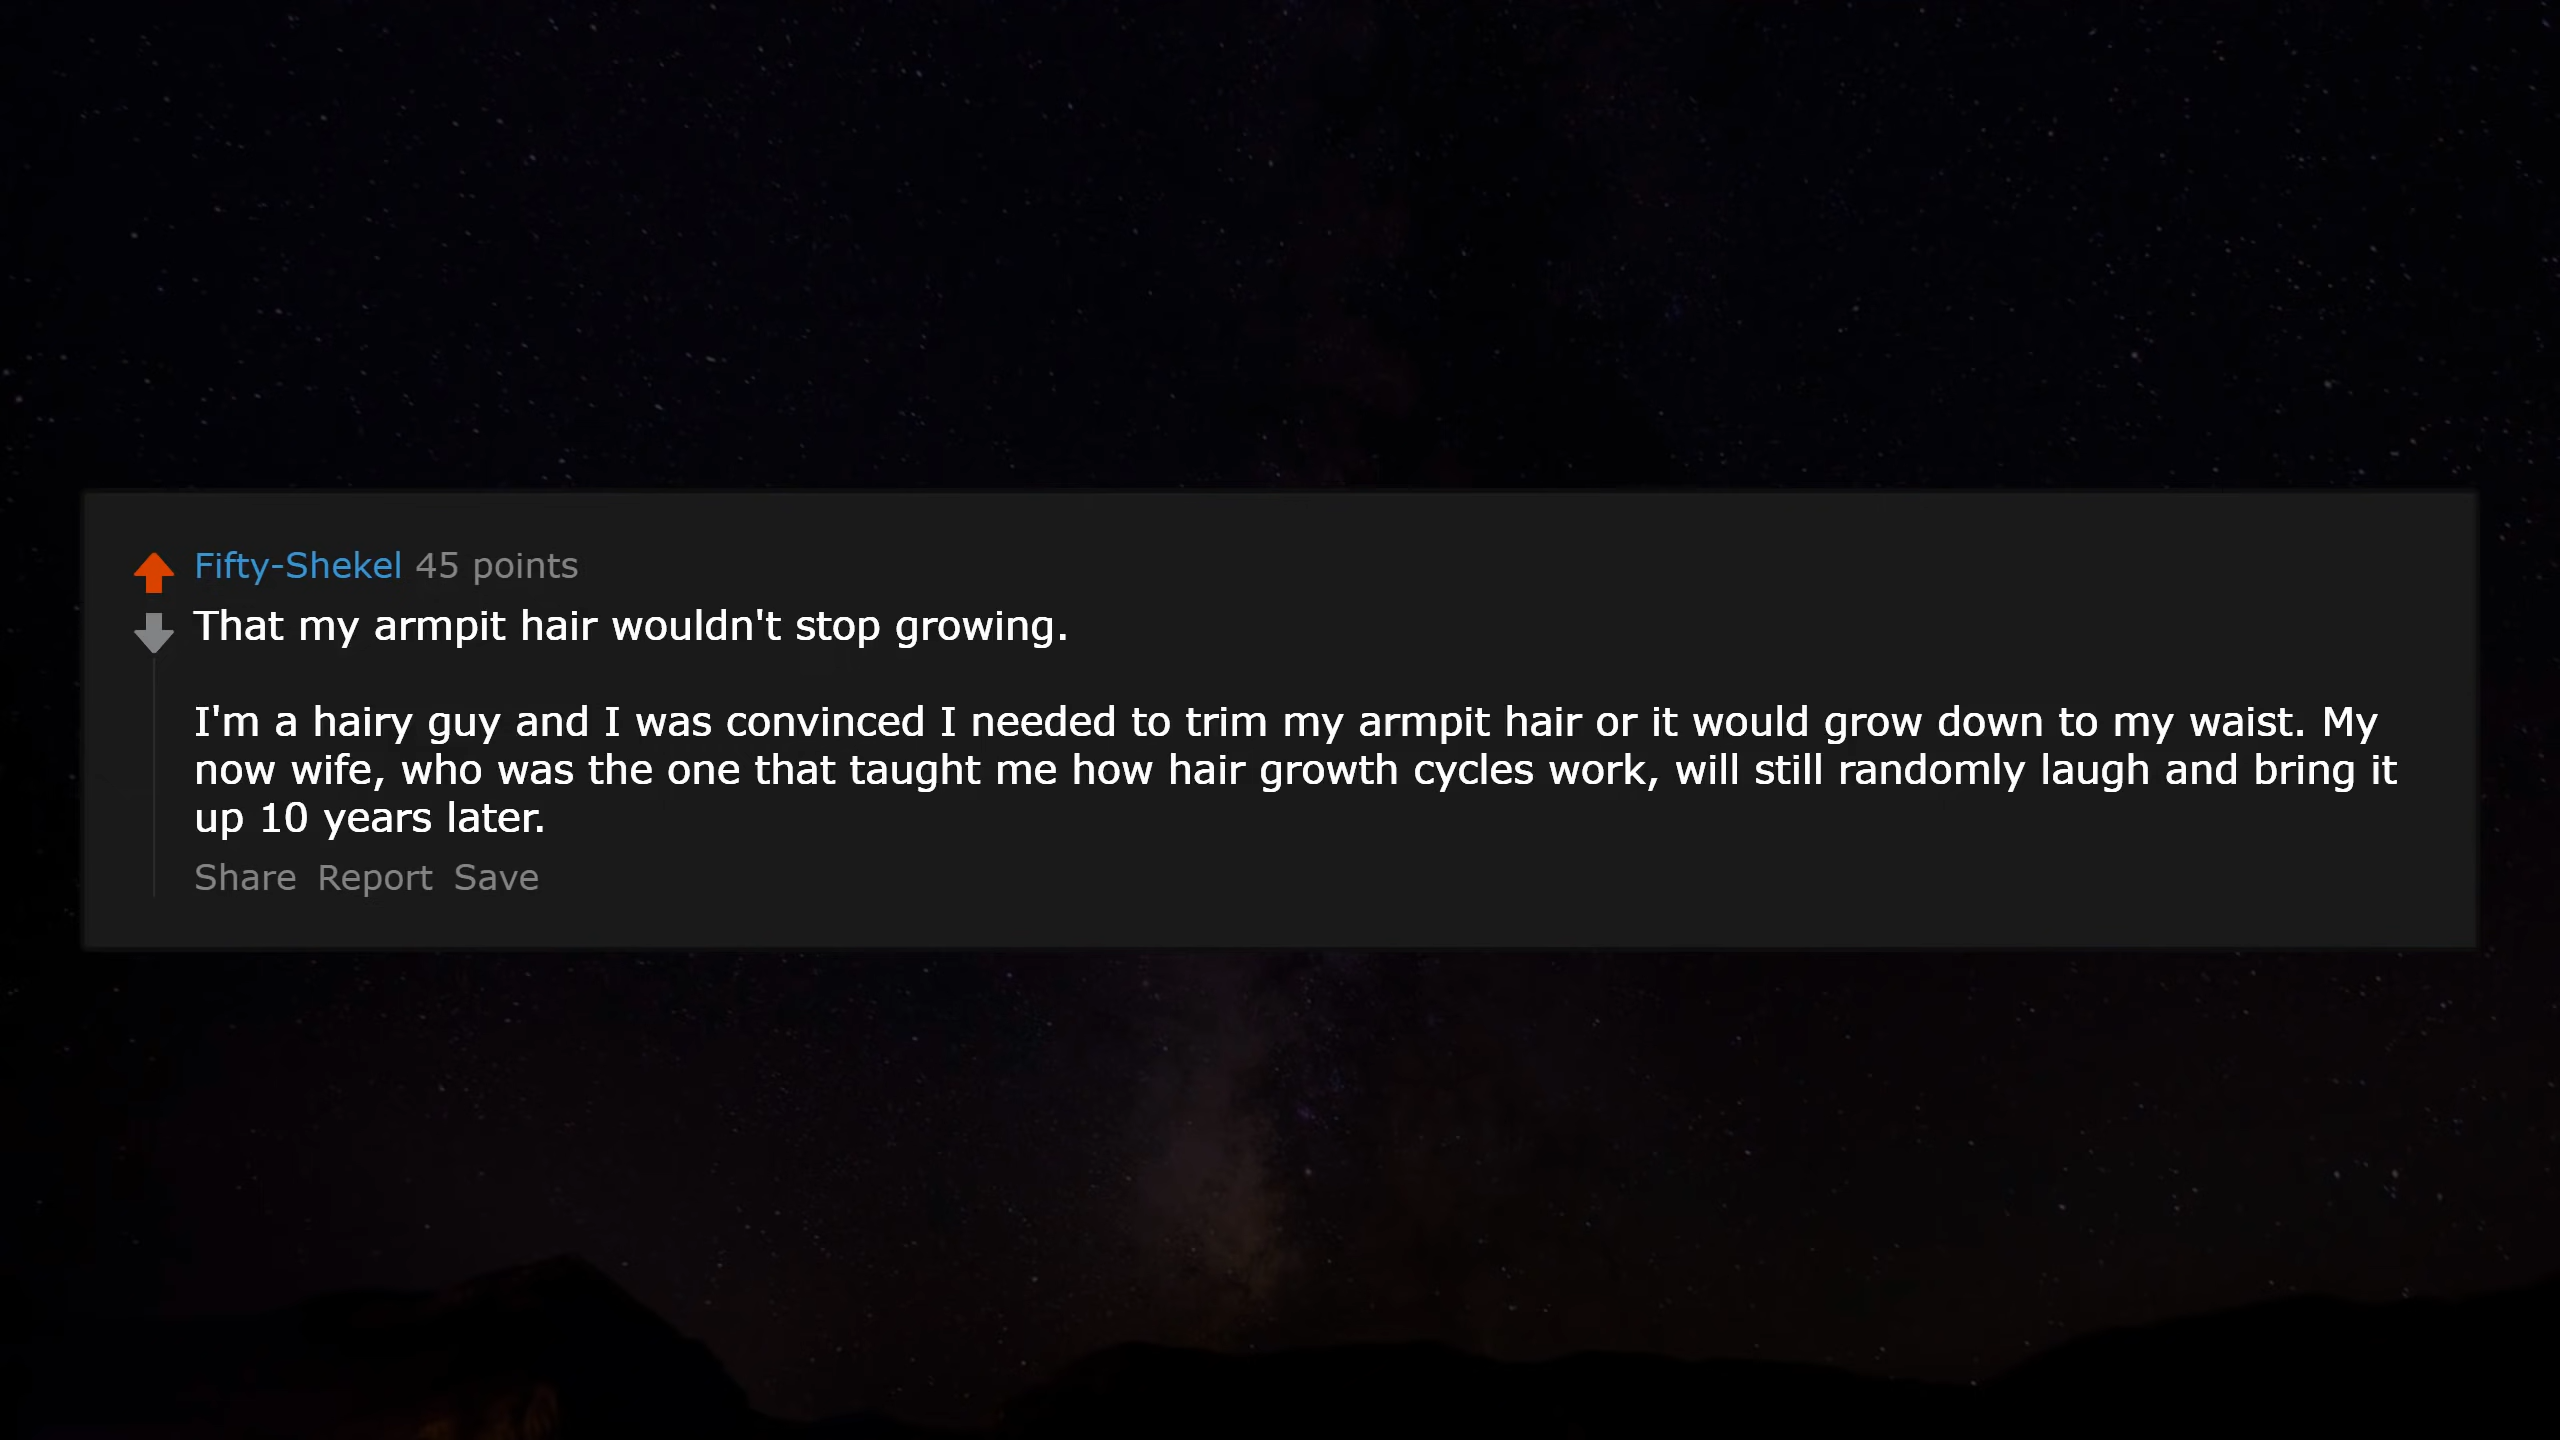 Fifty-Shekel 45 points
That my armpit hair wouldn't stop growing.
I'm a hairy guy and I was convinced I needed to trim my armpit hair or it would grow down to my waist. My
now wife, who was the one that taught me how hair growth cycles work, will still randomly laugh and bring it
up 10 years later.
Share Report Save